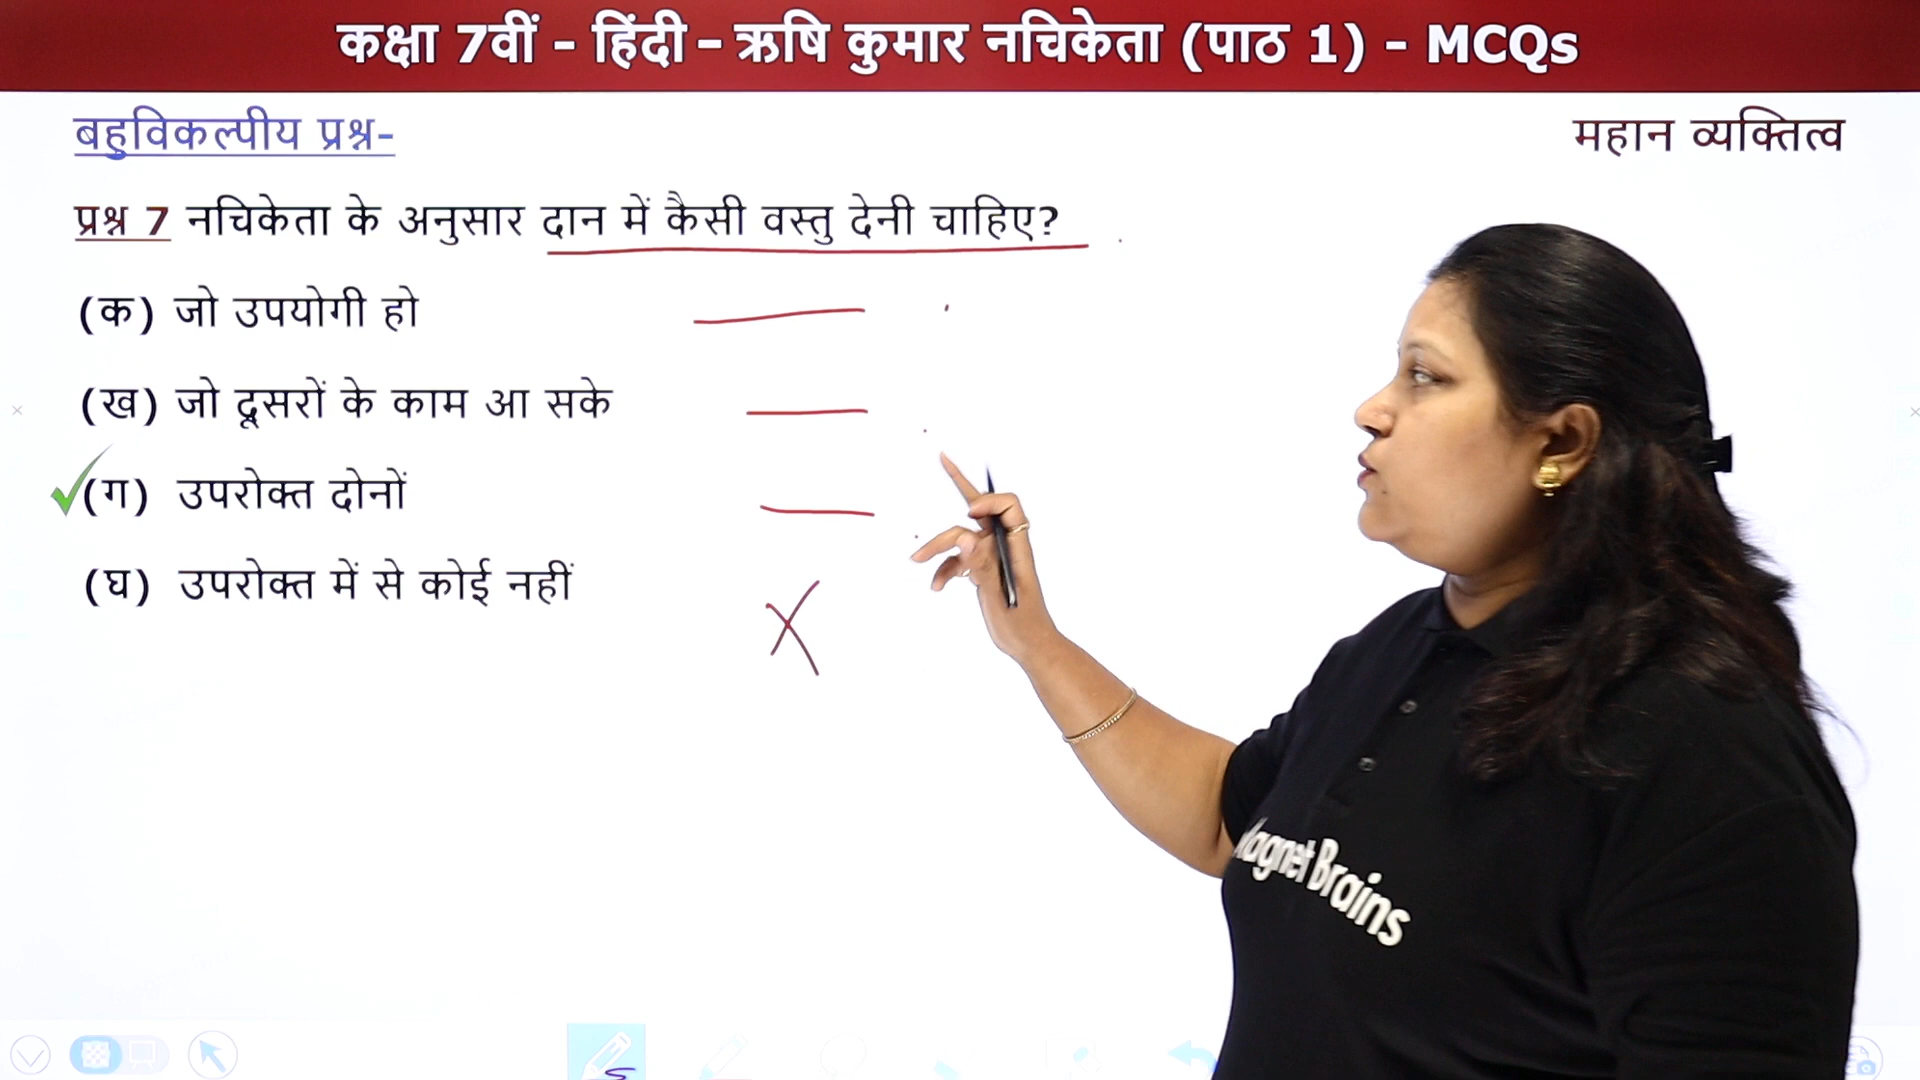 कक्षा 7वीं - हिंदी - ऋषि कुमार नचिकेता (पाठ 1) - MCQs
बहुविकल्पीय प्रश्न-
महान व्यक्तित्व
प्रश्न 7 नचिकेता के अनुसार दान में कैसी वस्तु देनी चाहिए?
(क) जो उपयोगी हो
(ख) जो दूसरों के काम आ सके
(ग) उपरोक्त दोनों
(घ) उपरोक्त में से कोई नहीं
Magnet Brains